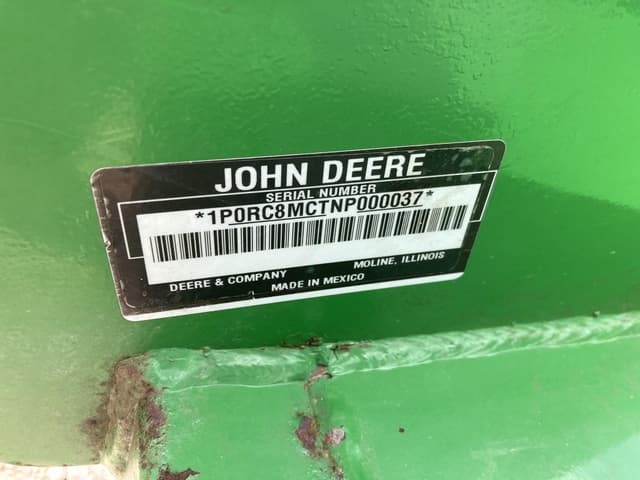 JOHN DEERE
SERIAL NUMBER
*1P0RC8MCTNP000037*
DEERE & COMPANY MOLINE, ILLINOIS
MADE IN MEXICO